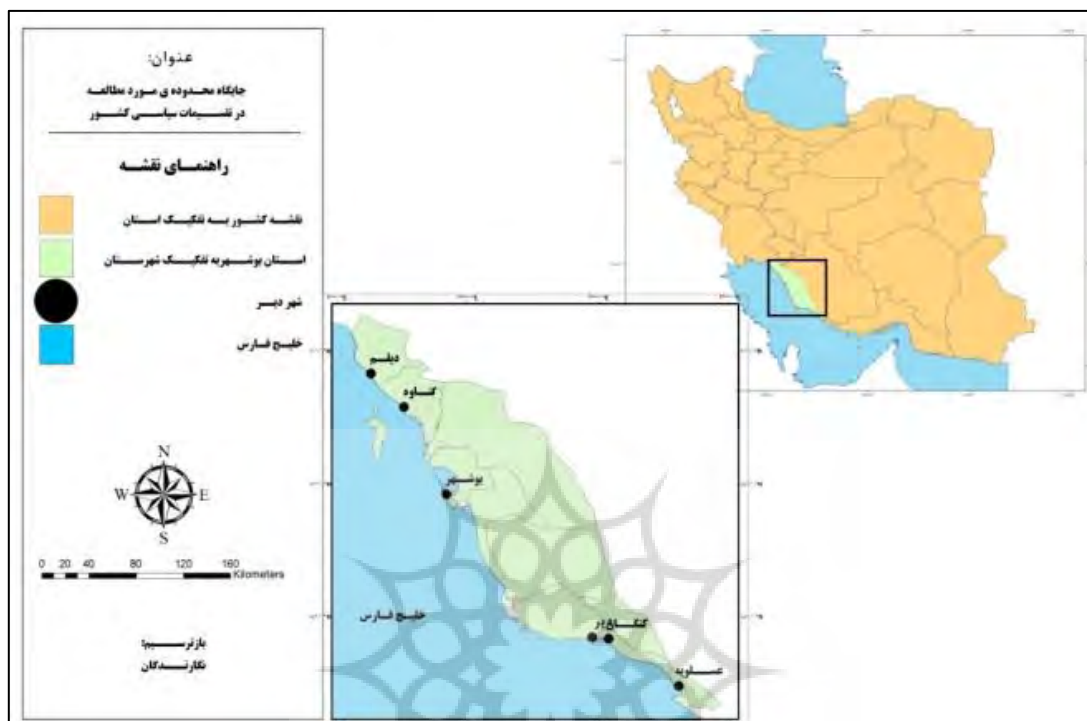 عنوان:
جایگاه محدوده ی مورد مطالعه
در تقسیمات سیاسی کشور
راهنمای نقشه
نقشه کشور به تفکیک استان
استان بوشهر به تفکیک شهرستان
شهر دیر
خلیج فارس
N
W E
S
0 20 40 80 120 160
Kilometers
بازترسیم:
نگارندگان
دیلم
گناوه
بوشهر
خلیج فارس
عسلویه